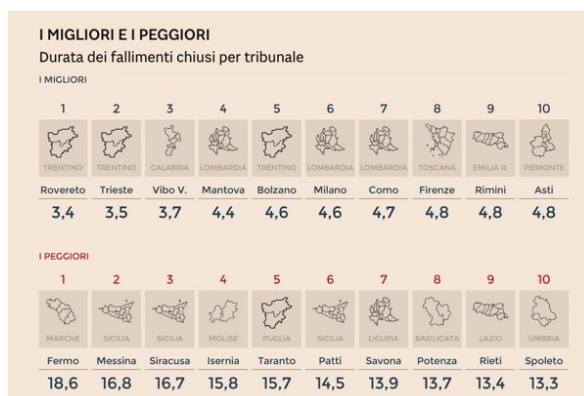 I MIGLIORI E I PEGGIORI
Durata dei fallimenti chiusi per tribunale
I MIGLIORI
1 2 3 4 5 6 7 8 9 10
TRENTINO TRENTINO CALABRIA LOMBARDIA TRENTINO LOMBARDIA LOMBARDIA TOSCANA EMILIA R. PIEMONTE
Rovereto Trieste Vibo V. Mantova Bolzano Milano Como Firenze Rimini Asti
3,4 3,5 3,7 4,4 4,6 4,6 4,7 4,8 4,8 4,8
I PEGGIORI
1 2 3 4 5 6 7 8 9 10
MARCHE SICILIA SICILIA MOLISE PUGLIA SICILIA LIGURIA BASILICATA LAZIO UMBRIA
Fermo Messina Siracusa Isernia Taranto Patti Savona Potenza Rieti Spoleto
18,6 16,8 16,7 15,8 15,7 14,5 13,9 13,7 13,4 13,3